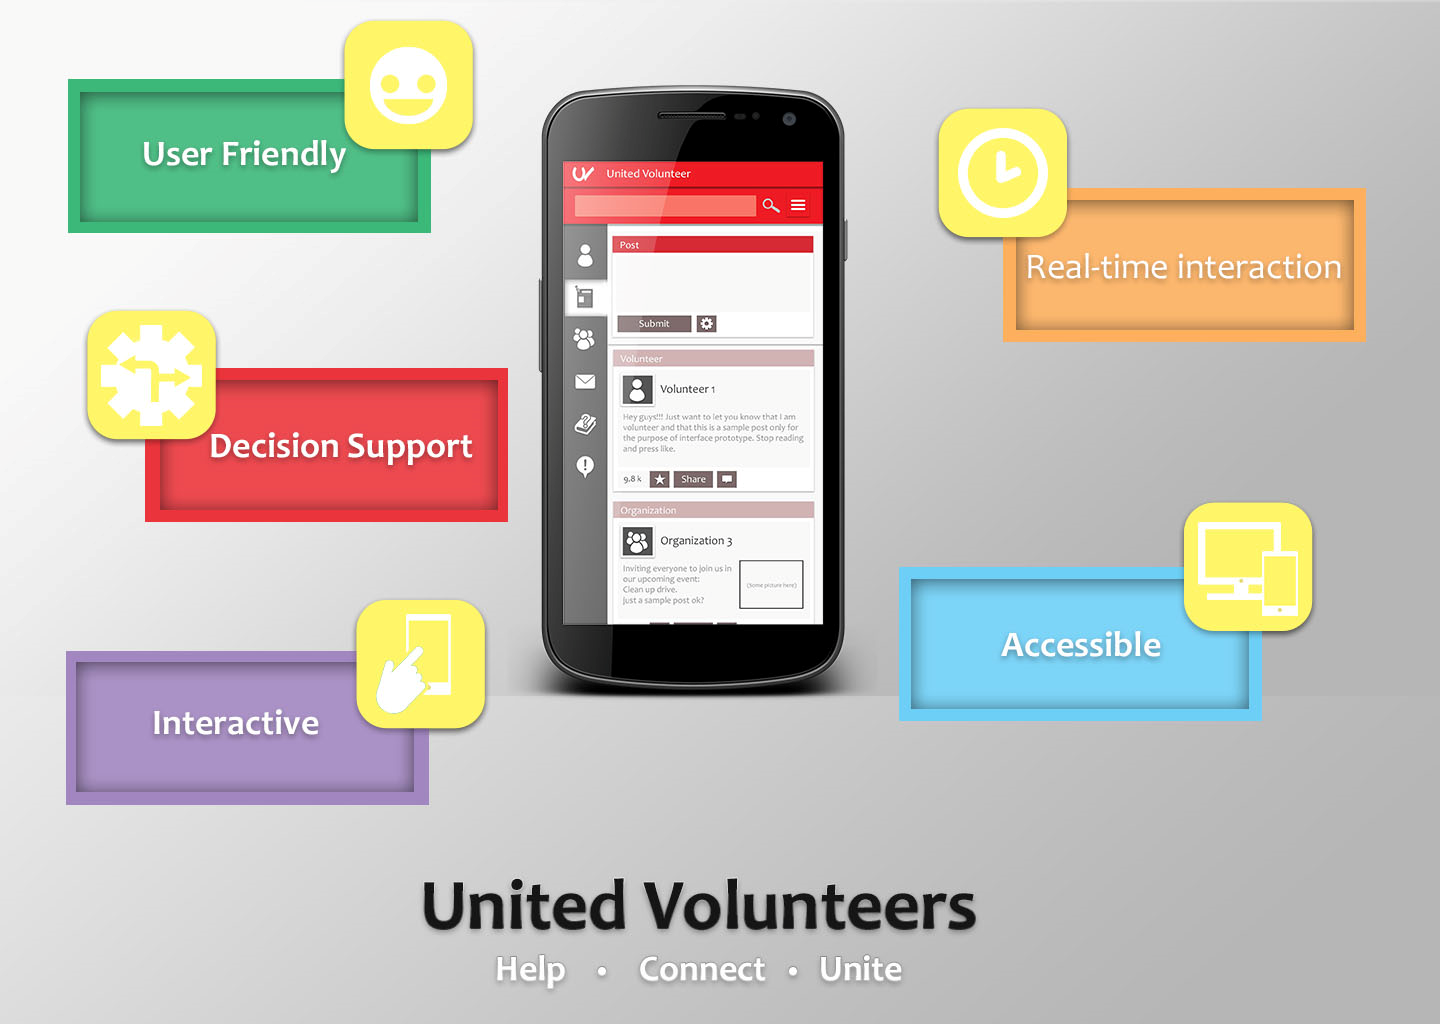 User Friendly
Real-time interaction
Decision Support
Accessible
Interactive
UV
United Volunteer
Post
Submit
Volunteer
Volunteer 1
Hey guys!!! Just want to let you know that I am
volunteer and that this is a sample post only for
the purpose of interface prototype. Stop reading
and press like.
9.8 k
Share
Organization
Organization 3
Inviting everyone to join us in
our upcoming event:
Clean up drive.
just a sample post ok?
(Some picture here)
United Volunteers
Help • Connect • Unite